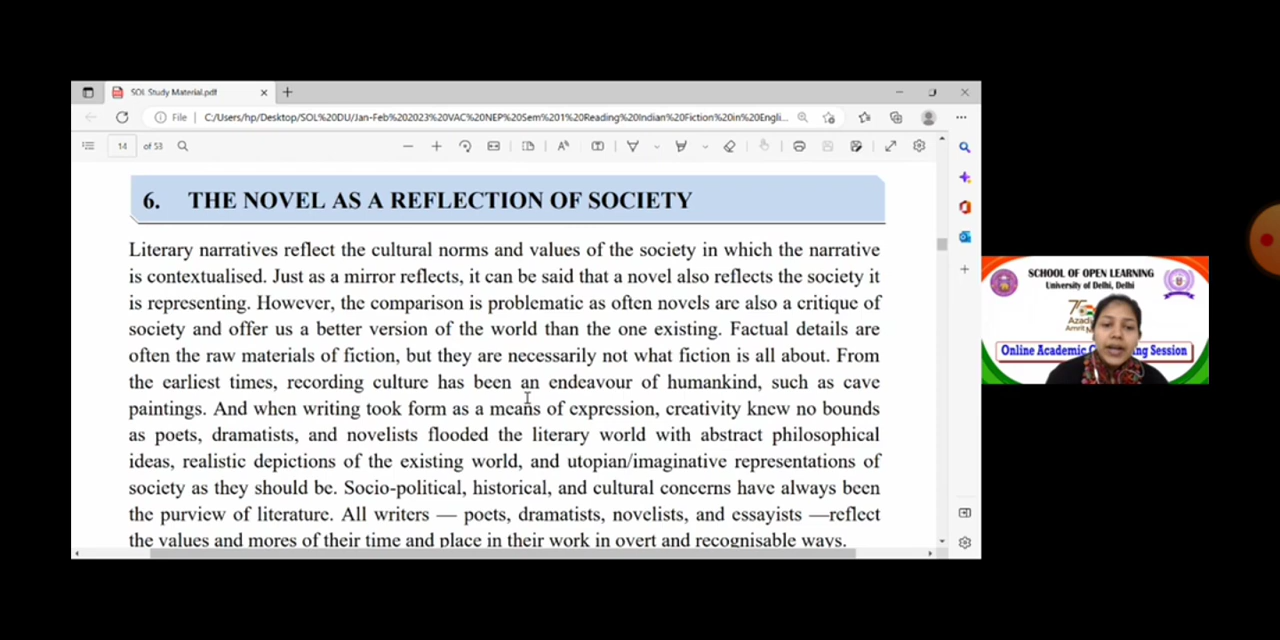 SOL Study Material.pdf
File
C:/Users/hp/Desktop/SOL%20DU/Jan-Feb%202023%20VAC%20NEP%20Sem%201%20Reading%20Indian%20Fiction%20in%20Engli...
14 of 53
6. THE NOVEL AS A REFLECTION OF SOCIETY
Literary narratives reflect the cultural norms and values of the society in which the narrative
is contextualised. Just as a mirror reflects, it can be said that a novel also reflects the society it
is representing. However, the comparison is problematic as often novels are also a critique of
society and offer us a better version of the world than the one existing. Factual details are
often the raw materials of fiction, but they are necessarily not what fiction is all about. From
the earliest times, recording culture has been an endeavour of humankind, such as cave
paintings. And when writing took form as a means of expression, creativity knew no bounds
as poets, dramatists, and novelists flooded the literary world with abstract philosophical
ideas, realistic depictions of the existing world, and utopian/imaginative representations of
society as they should be. Socio-political, historical, and cultural concerns have always been
the purview of literature. All writers — poets, dramatists, novelists, and essayists —reflect
the values and mores of their time and place in their work in overt and recognisable ways.
SCHOOL OF OPEN LEARNING
University of Delhi, Delhi
Online Academic
Session